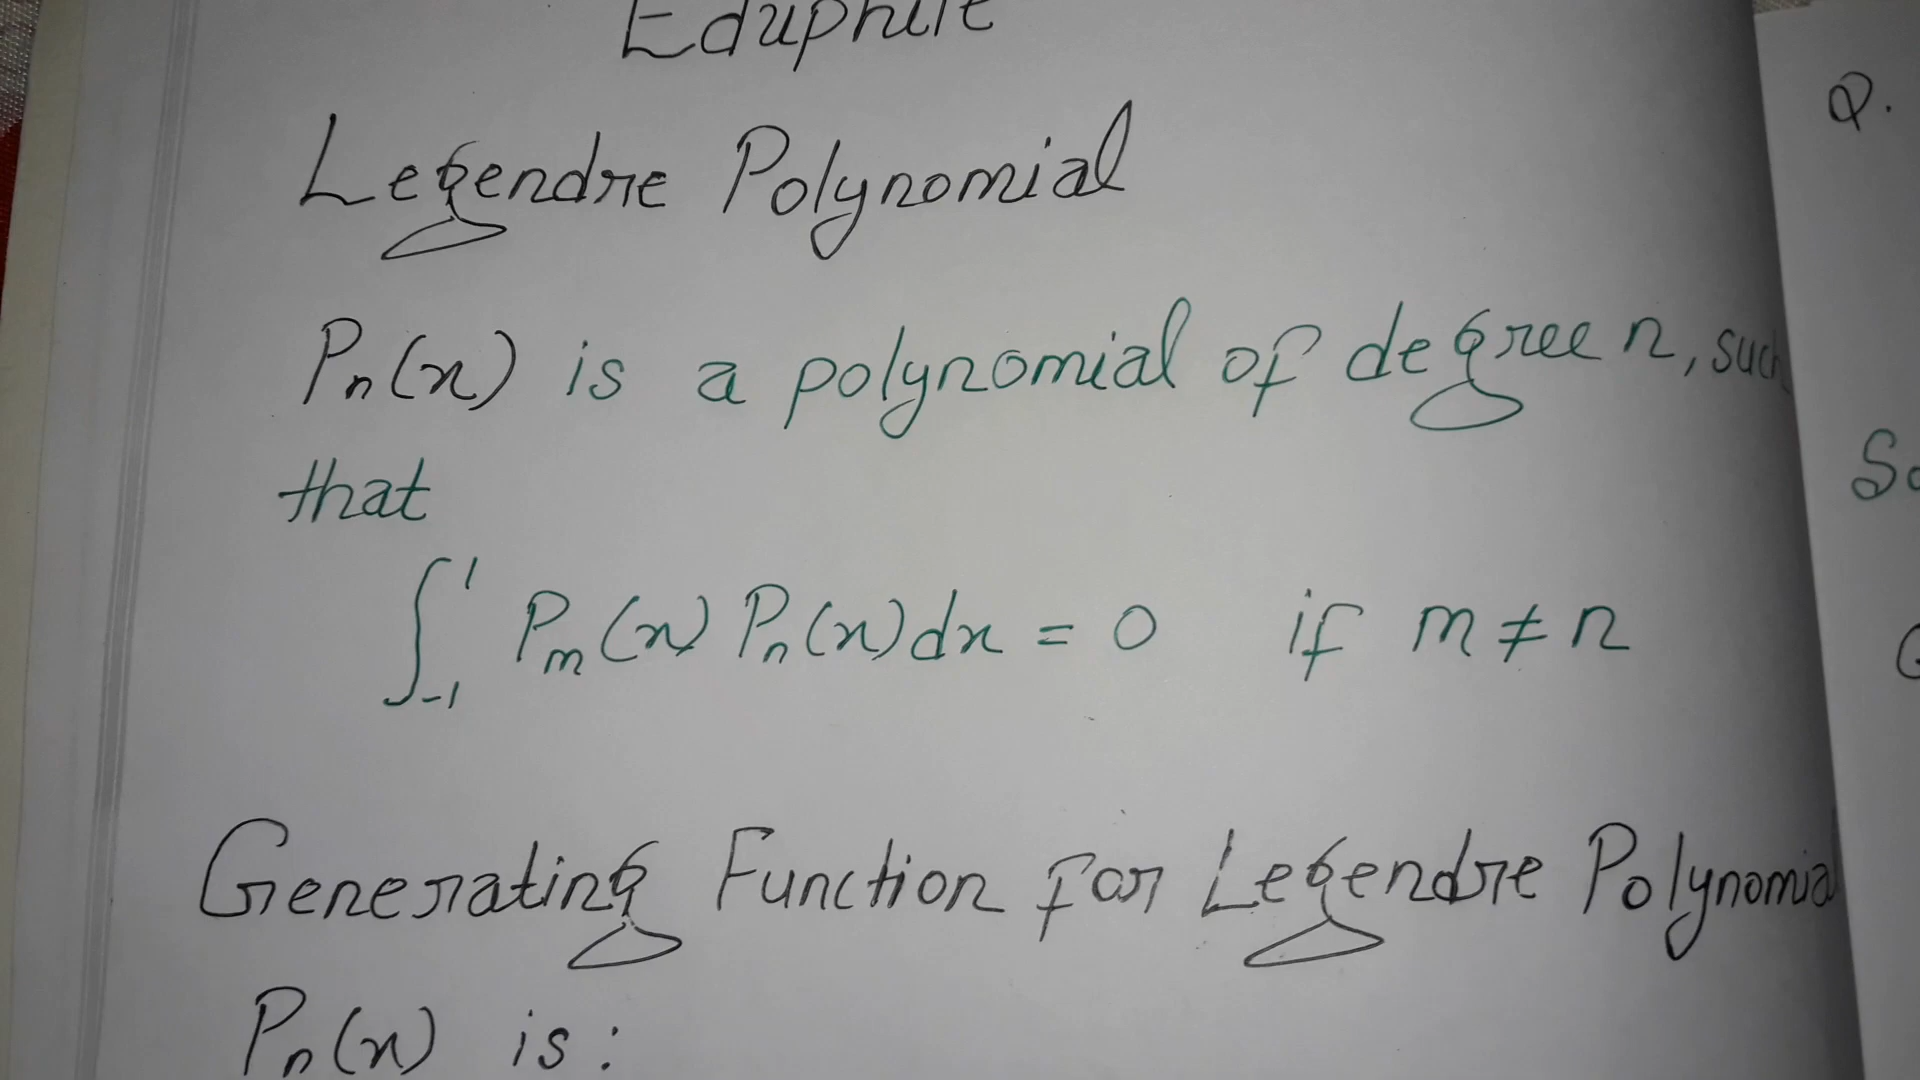 Eduphile
Legendre Polynomial
Pn(x) is a polynomial of degree n, such
that
∫₋₁¹ Pm(x) Pn(x) dx = 0 if m ≠ n
Generating Function for Legendre Polynomial
Pn(x) is:
Q.